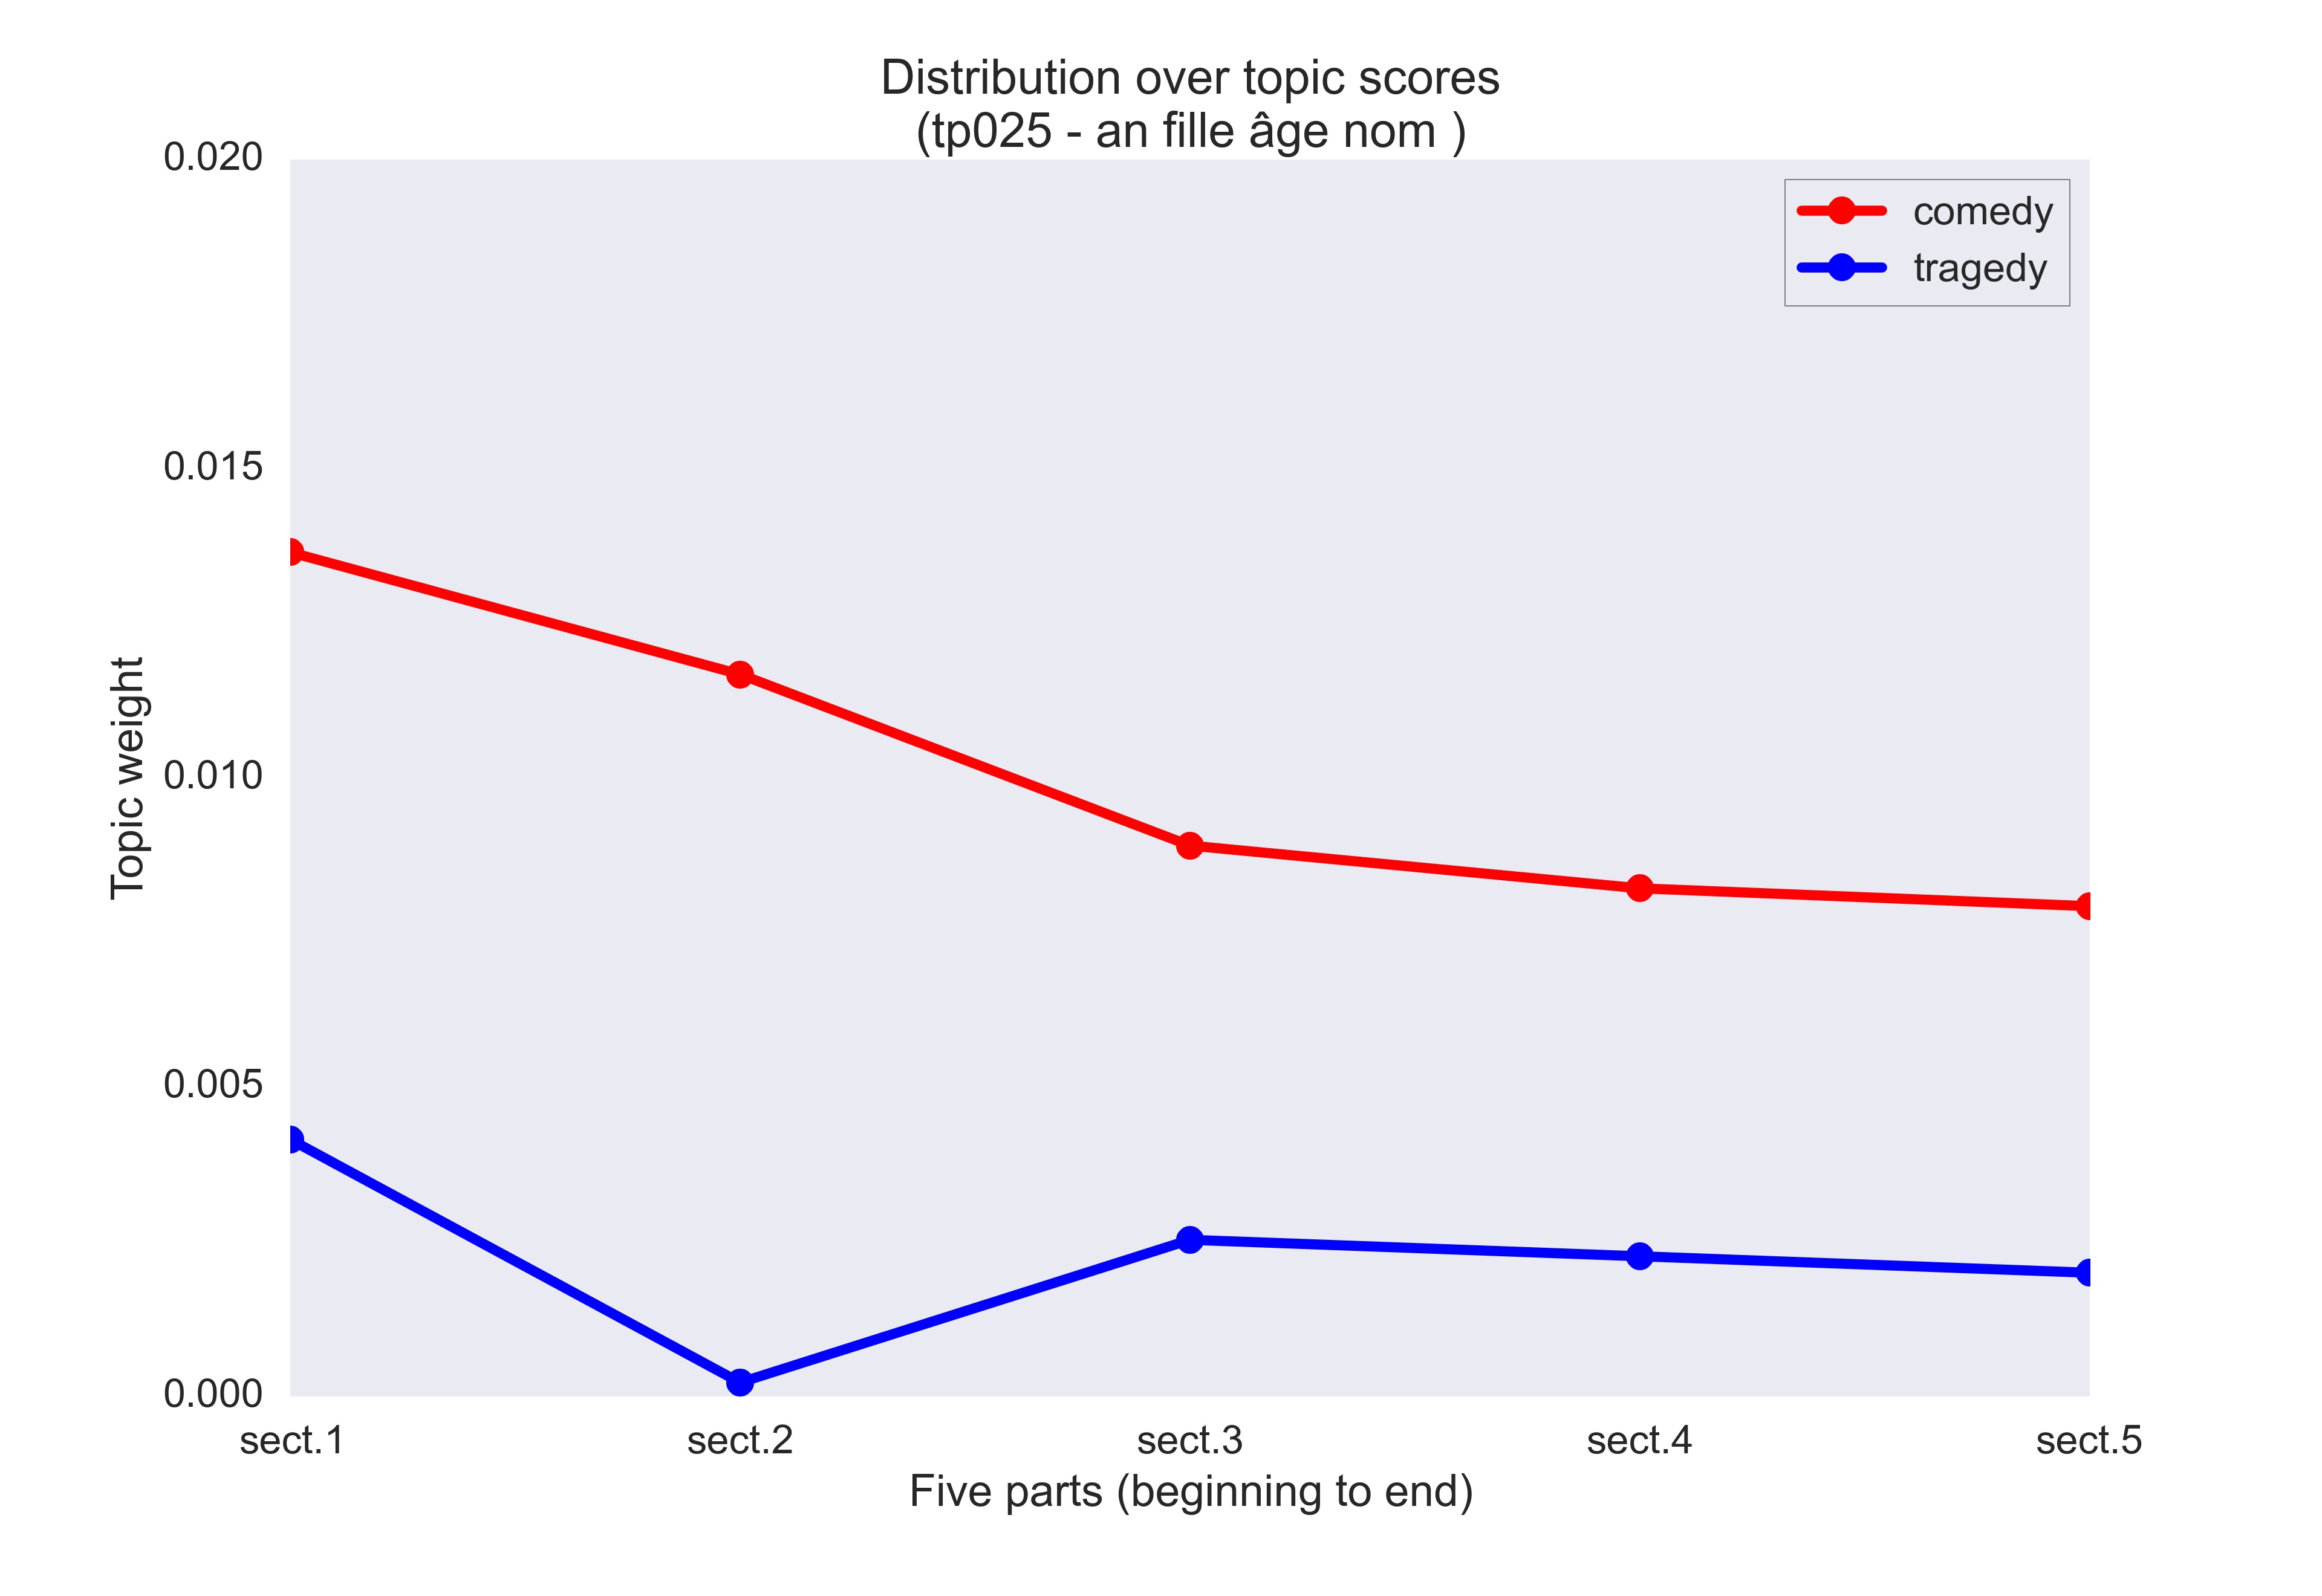 Distribution over topic scores
(tp025 - an fille âge nom )
comedy
tragedy
Topic weight
0.020
0.015
0.010
0.005
0.000
sect.1 sect.2 sect.3 sect.4 sect.5
Five parts (beginning to end)